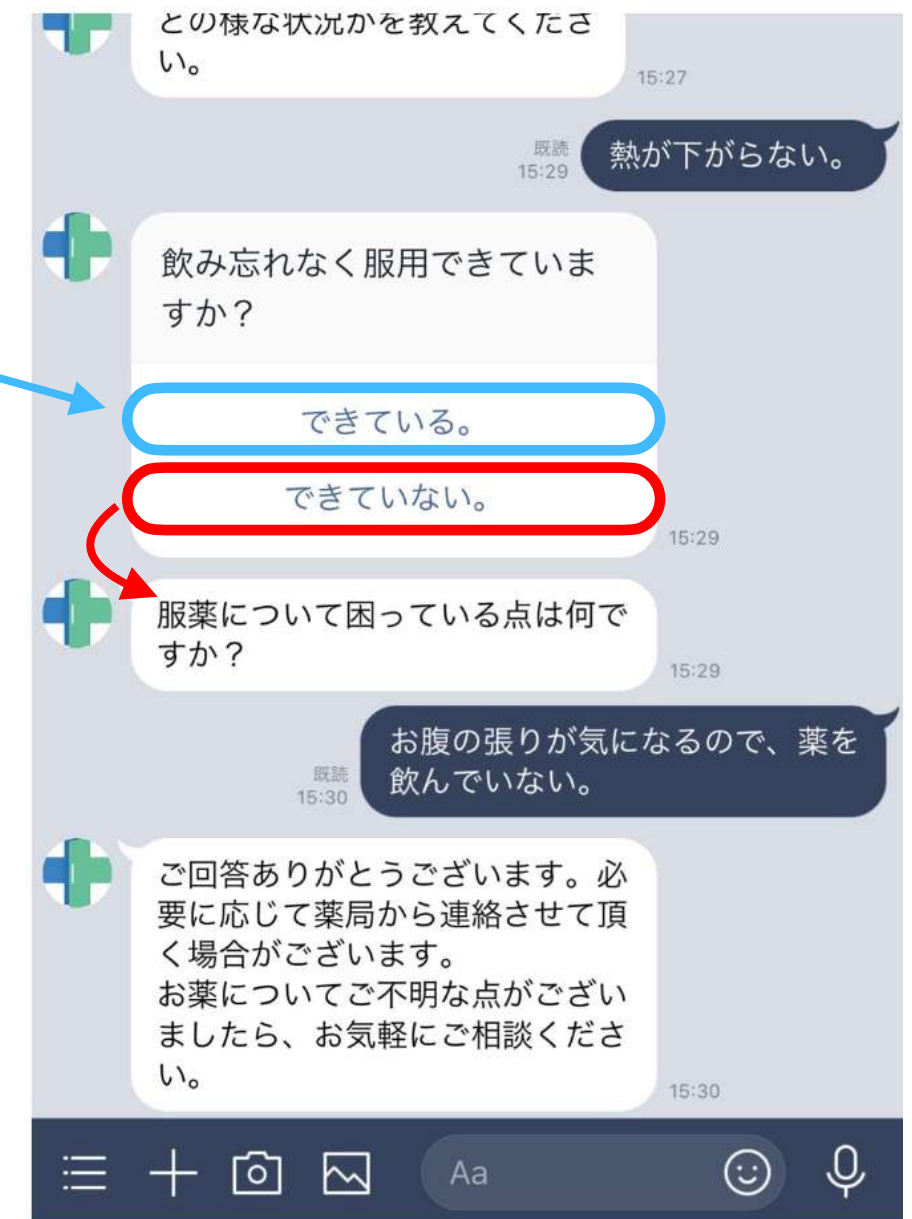 どの様な状況かを教えてくださ
い。
15:27
既読
15:29
熱が下がらない。
飲み忘れなく服用できていま
すか？
できている。
できていない。
15:29
服薬について困っている点は何で
すか？
15:29
お腹の張りが気になるので、薬を
飲んでいない。
既読
15:30
ご回答ありがとうございます。必
要に応じて薬局から連絡させて頂
く場合がございます。
お薬についてご不明な点がござい
ましたら、お気軽にご相談くださ
い。
15:30
Aa